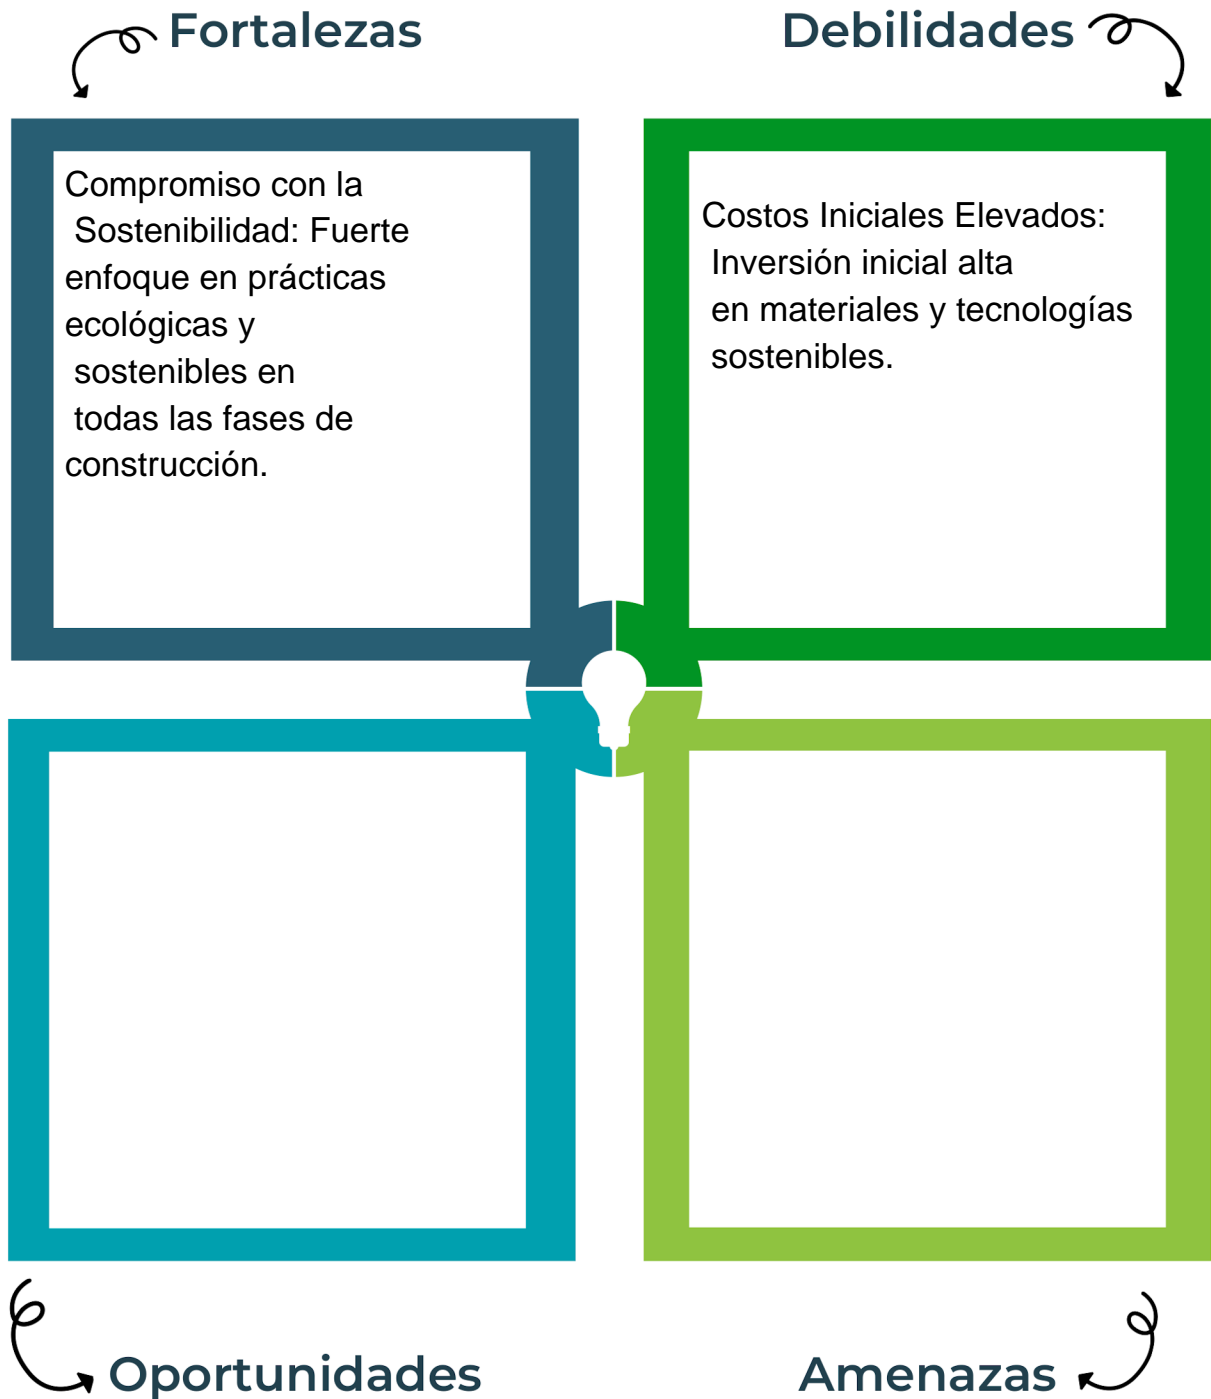 Fortalezas
Debilidades
Compromiso con la
Sostenibilidad: Fuerte
enfoque en prácticas
ecológicas y
sostenibles en
todas las fases de
construcción.
Costos Iniciales Elevados:
Inversión inicial alta
en materiales y tecnologías
sostenibles.
Oportunidades
Amenazas